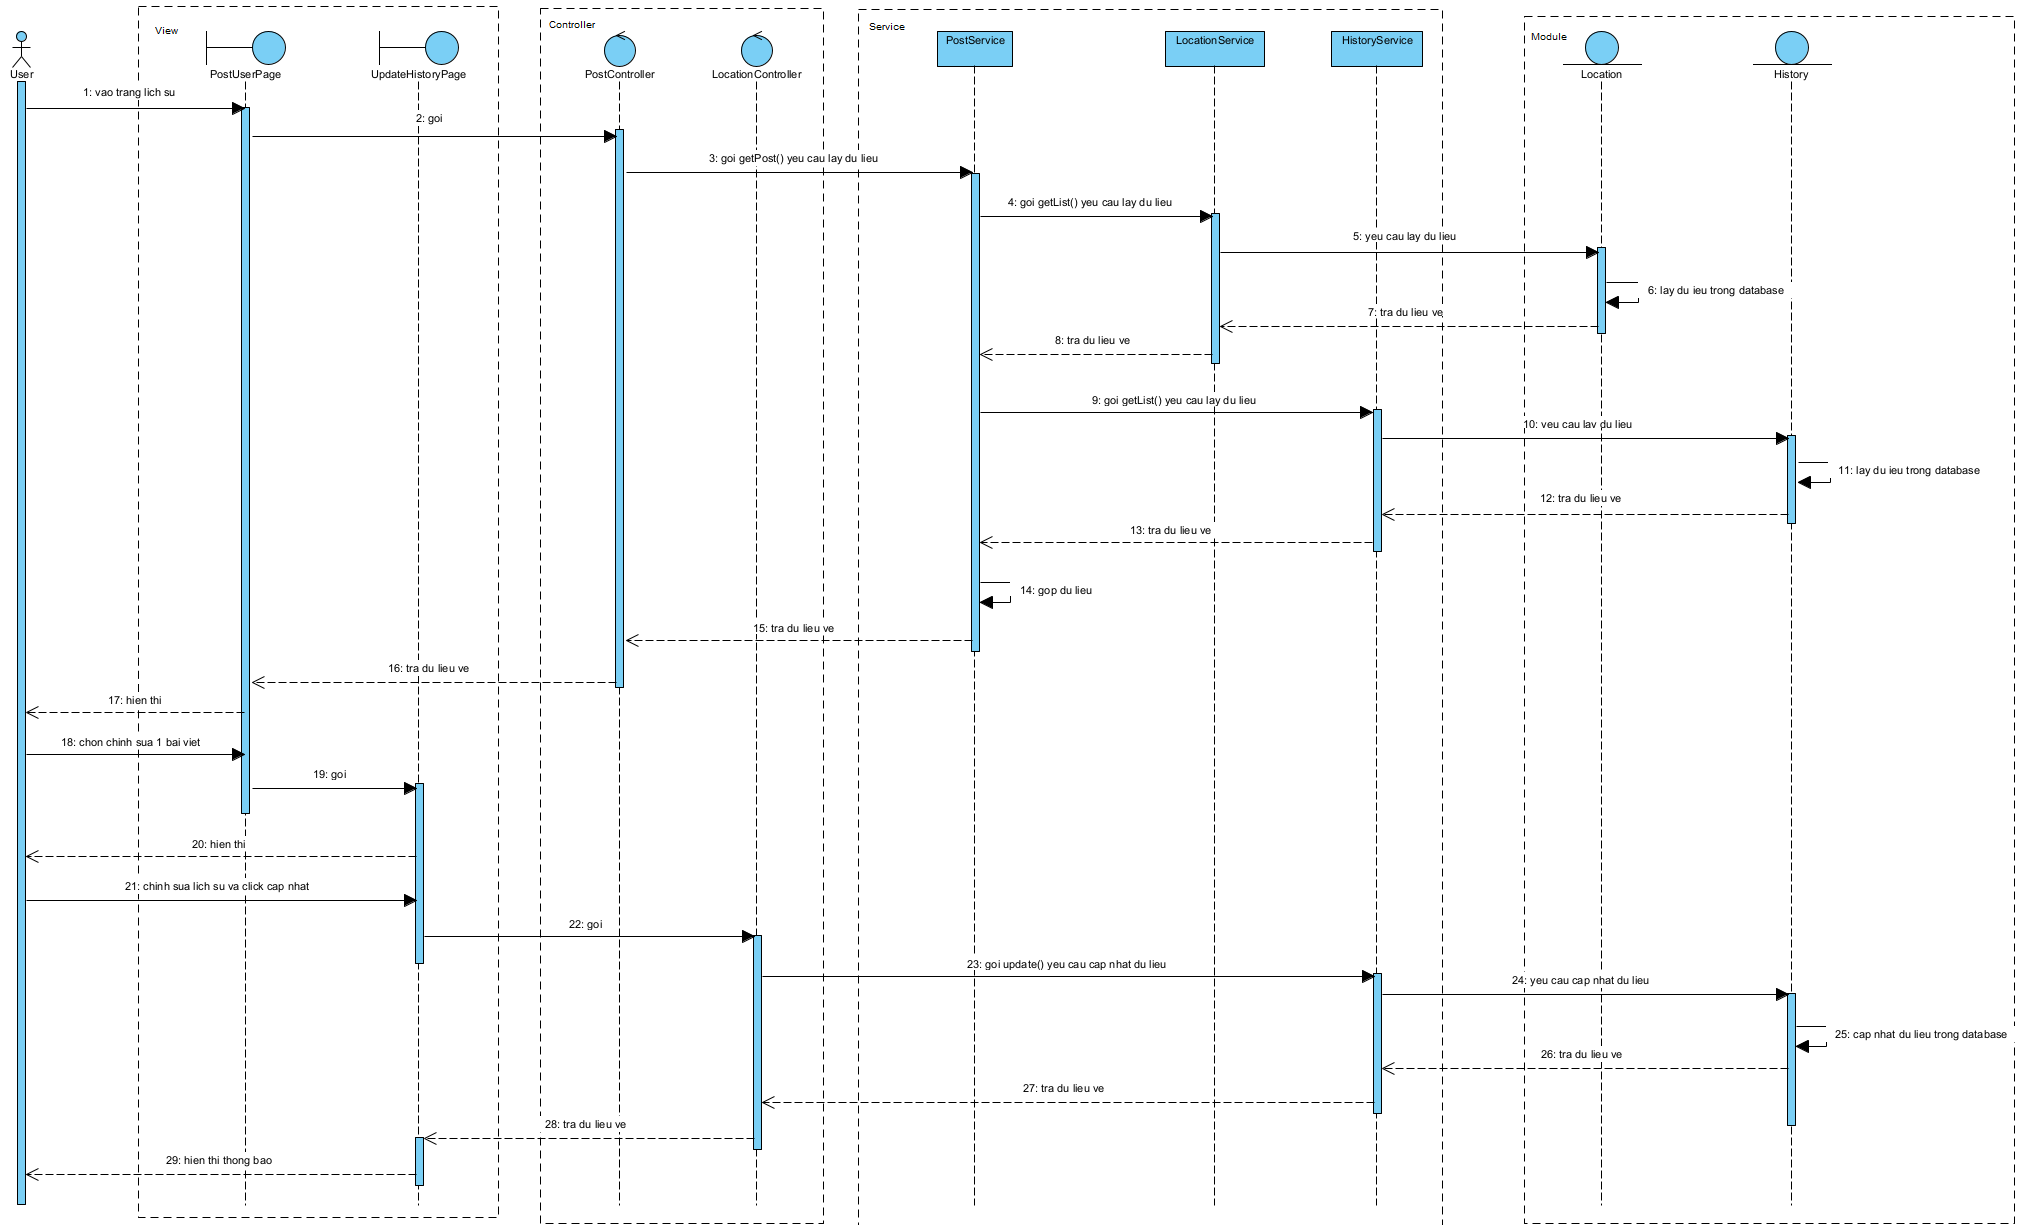 View
Controller
Service
Module
User
PostUserPage
UpdateHistoryPage
PostController
LocationController
PostService
LocationService
HistoryService
Location
History
1: vao trang lich su
2: goi
3: goi getPost() yeu cau lay du lieu
4: goi getList() yeu cau lay du lieu
5: yeu cau lay du lieu
6: lay du ieu trong database
7: tra du lieu ve
8: tra du lieu ve
9: goi getList() yeu cau lay du lieu
10: yeu cau lay du lieu
11: lay du ieu trong database
12: tra du lieu ve
13: tra du lieu ve
14: gop du lieu
15: tra du lieu ve
16: tra du lieu ve
17: hien thi
18: chon chinh sua 1 bai viet
19: goi
20: hien thi
21: chinh sua lich su va click cap nhat
22: goi
23: goi update() yeu cau cap nhat du lieu
24: yeu cau cap nhat du lieu
25: cap nhat du lieu trong database
26: tra du lieu ve
27: tra du lieu ve
28: tra du lieu ve
29: hien thi thong bao